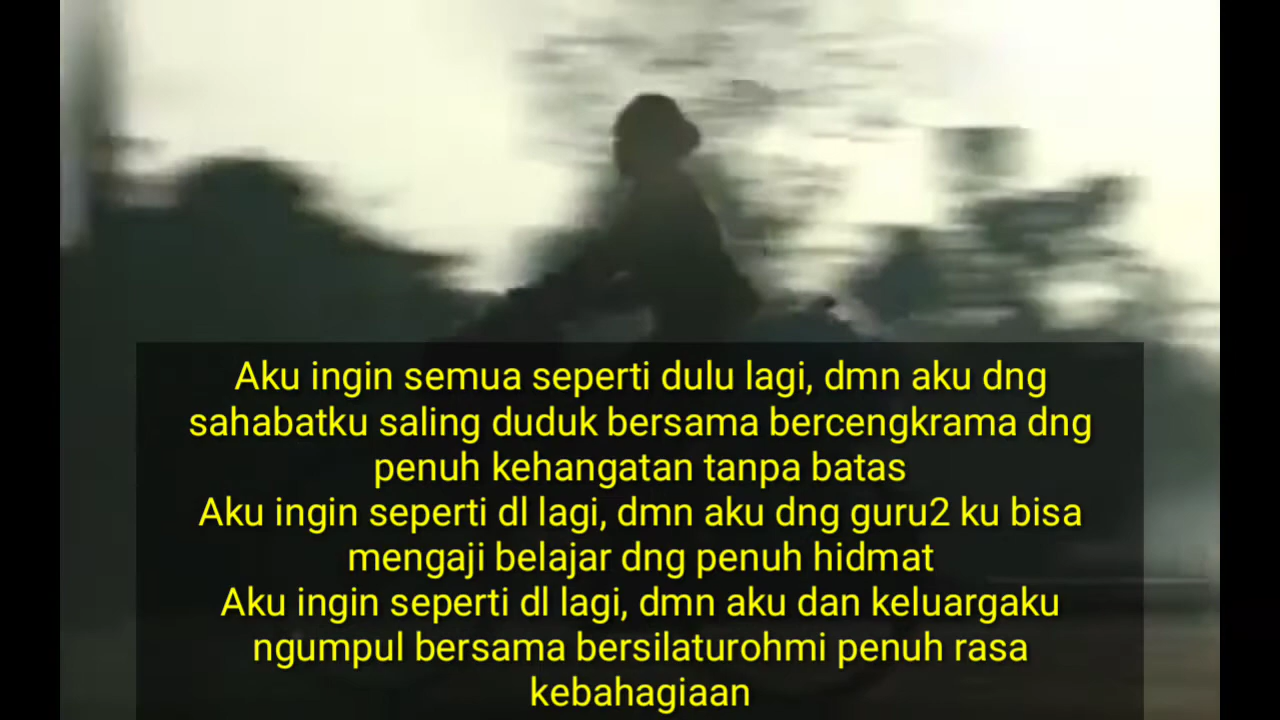 Aku ingin semua seperti dulu lagi, dmn aku dng
sahabatku saling duduk bersama bercengkrama dng
penuh kehangatan tanpa batas
Aku ingin seperti dl lagi, dmn aku dng guru2 ku bisa
mengaji belajar dng penuh hidmat
Aku ingin seperti dl lagi, dmn aku dan keluargaku
ngumpul bersama bersilaturohmi penuh rasa
kebahagiaan